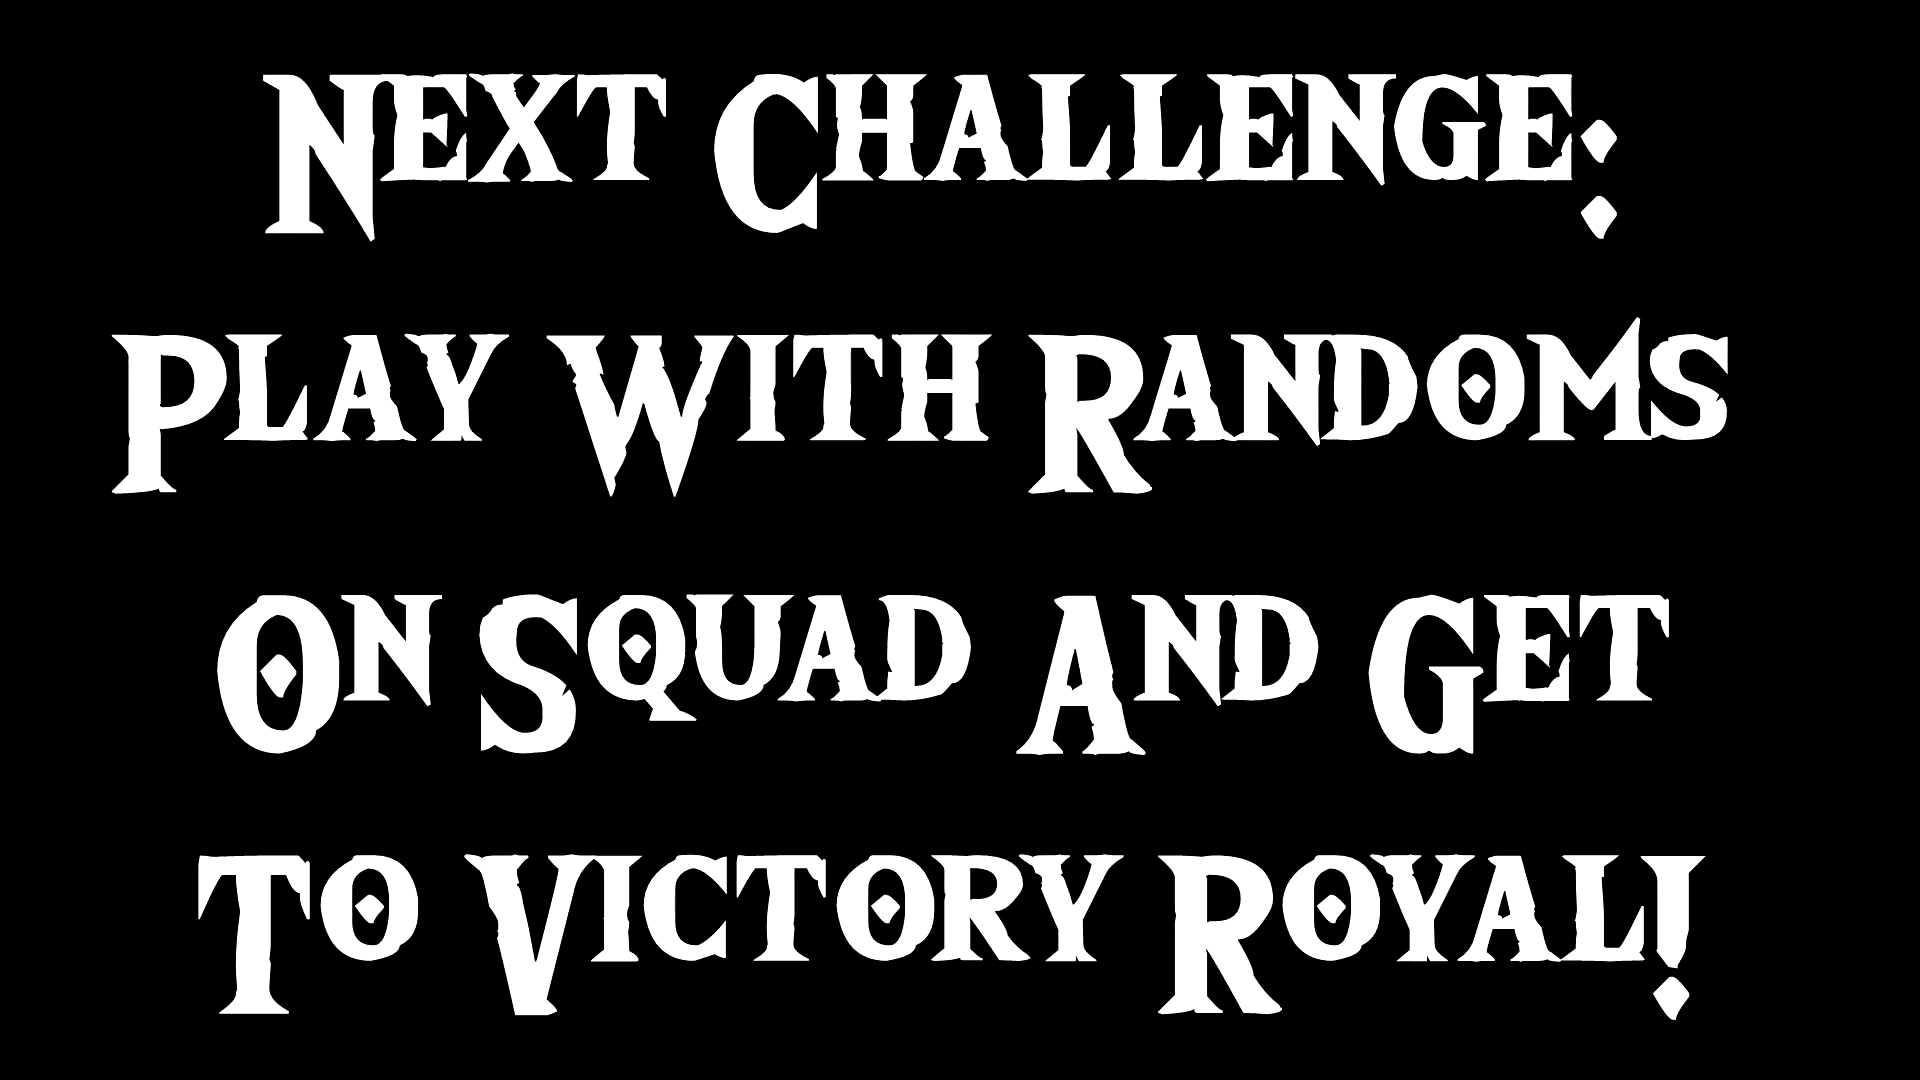 Next Challenge:
Play With Randoms
On Squad And Get
To Victory Royal!